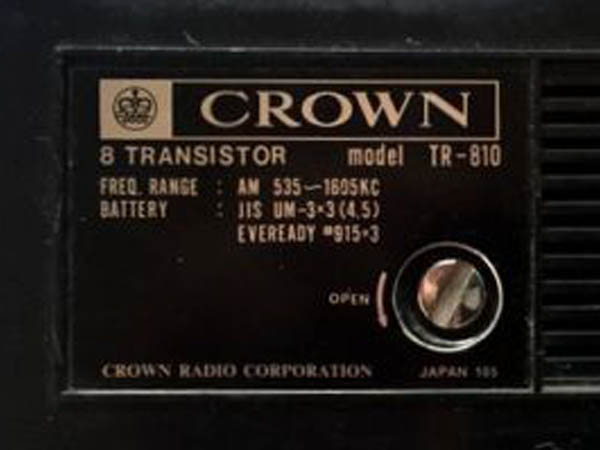 CROWN
8 TRANSISTOR model TR-810
FREQ. RANGE : AM 535~1605KC
BATTERY : JIS UM-3×3 (4.5)
EVEREADY #915×3
OPEN
CROWN RADIO CORPORATION JAPAN 105